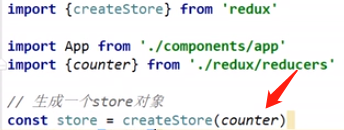 import {createStore} from 'redux'
import App from './components/app'
import {counter} from './redux/reducers'
// 生成一个store对象
const store = createStore(counter)